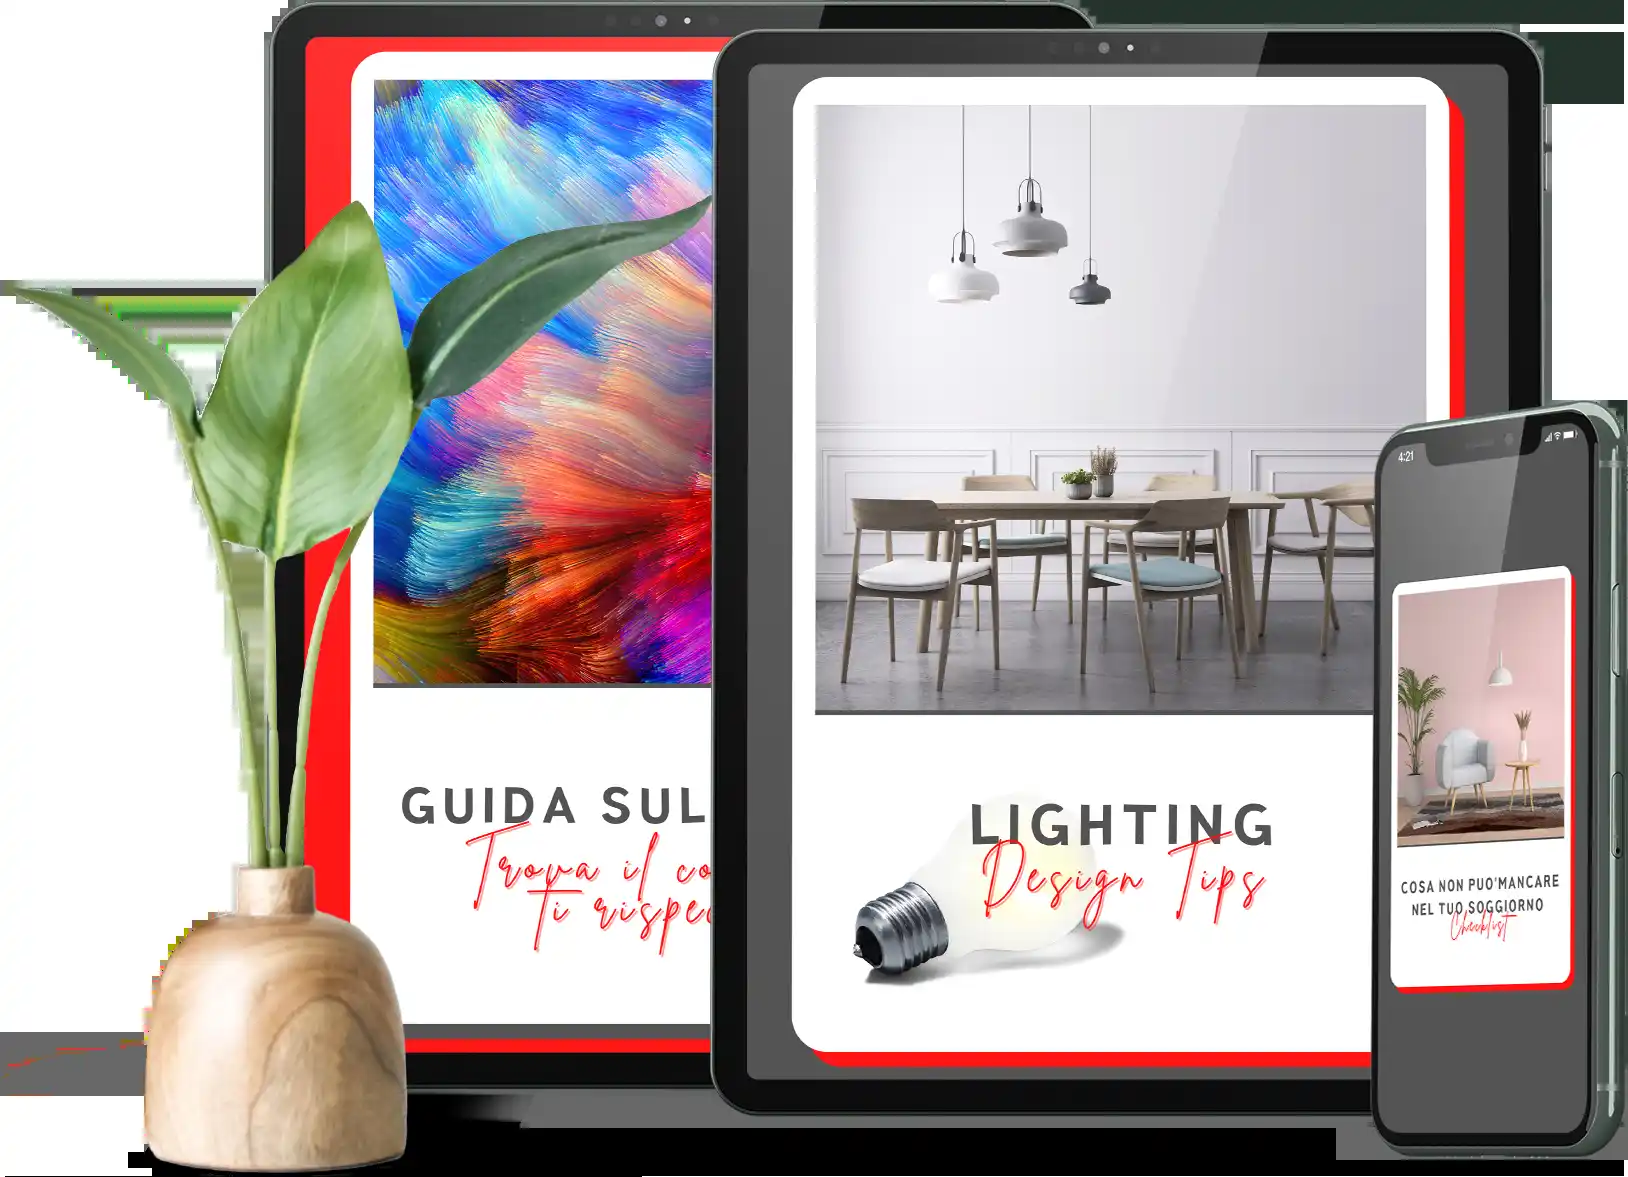 GUIDA SUL
Trova il co
Ti rispec
LIGHTING
Design Tips
4:21
COSA NON PUO'MANCARE
NEL TUO SOGGIORNO
Checklist